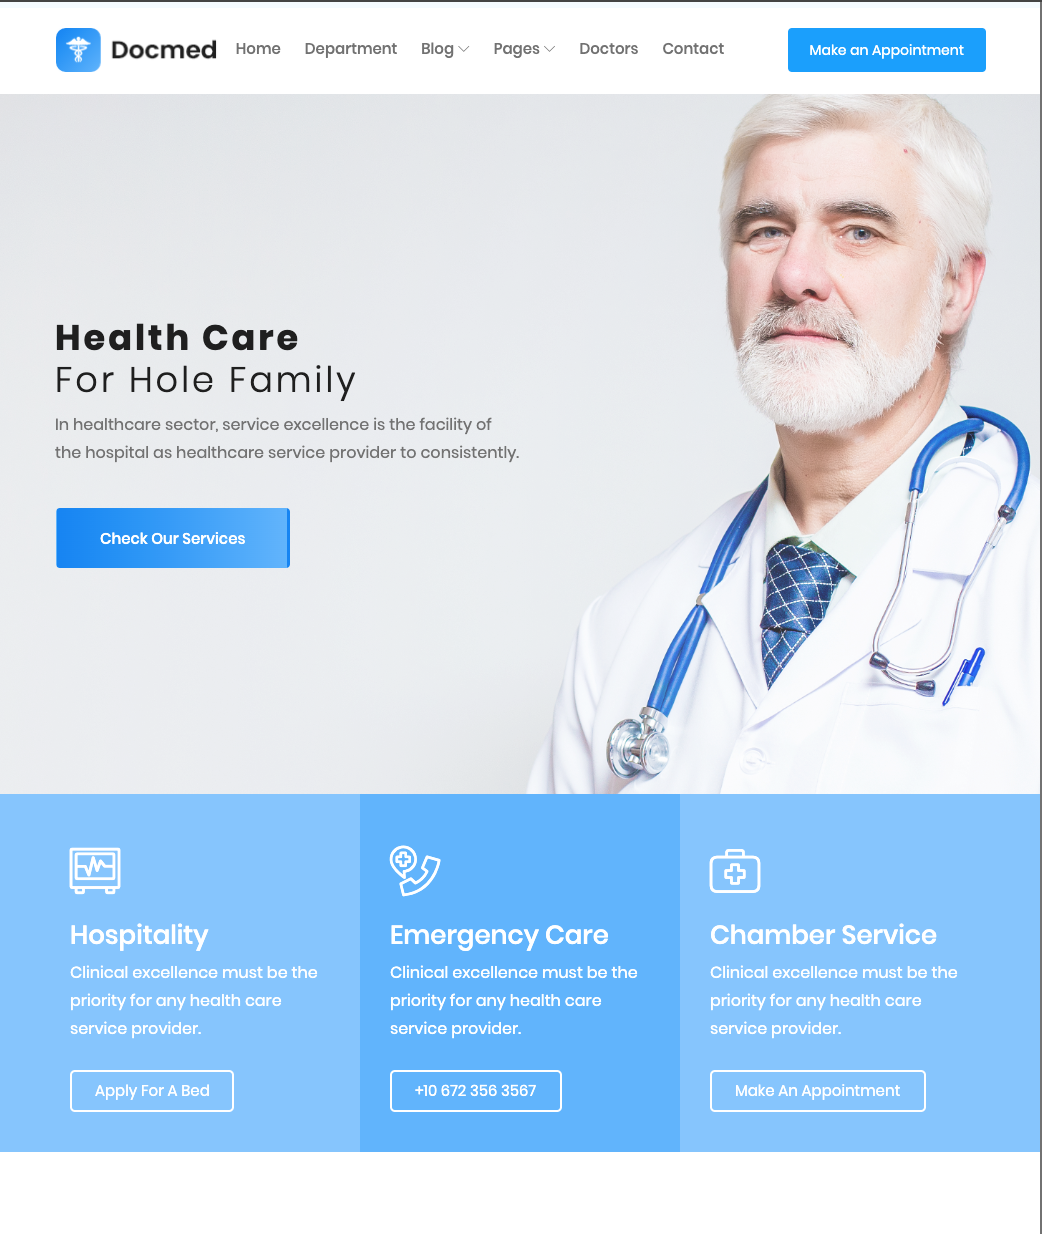 Docmed Home Department Blog Pages Doctors Contact Make an Appointment
Health Care
For Hole Family
In healthcare sector, service excellence is the facility of
the hospital as healthcare service provider to consistently.
Check Our Services
Hospitality
Clinical excellence must be the
priority for any health care
service provider.
Apply For A Bed
Emergency Care
Clinical excellence must be the
priority for any health care
service provider.
+10 672 356 3567
Chamber Service
Clinical excellence must be the
priority for any health care
service provider.
Make An Appointment